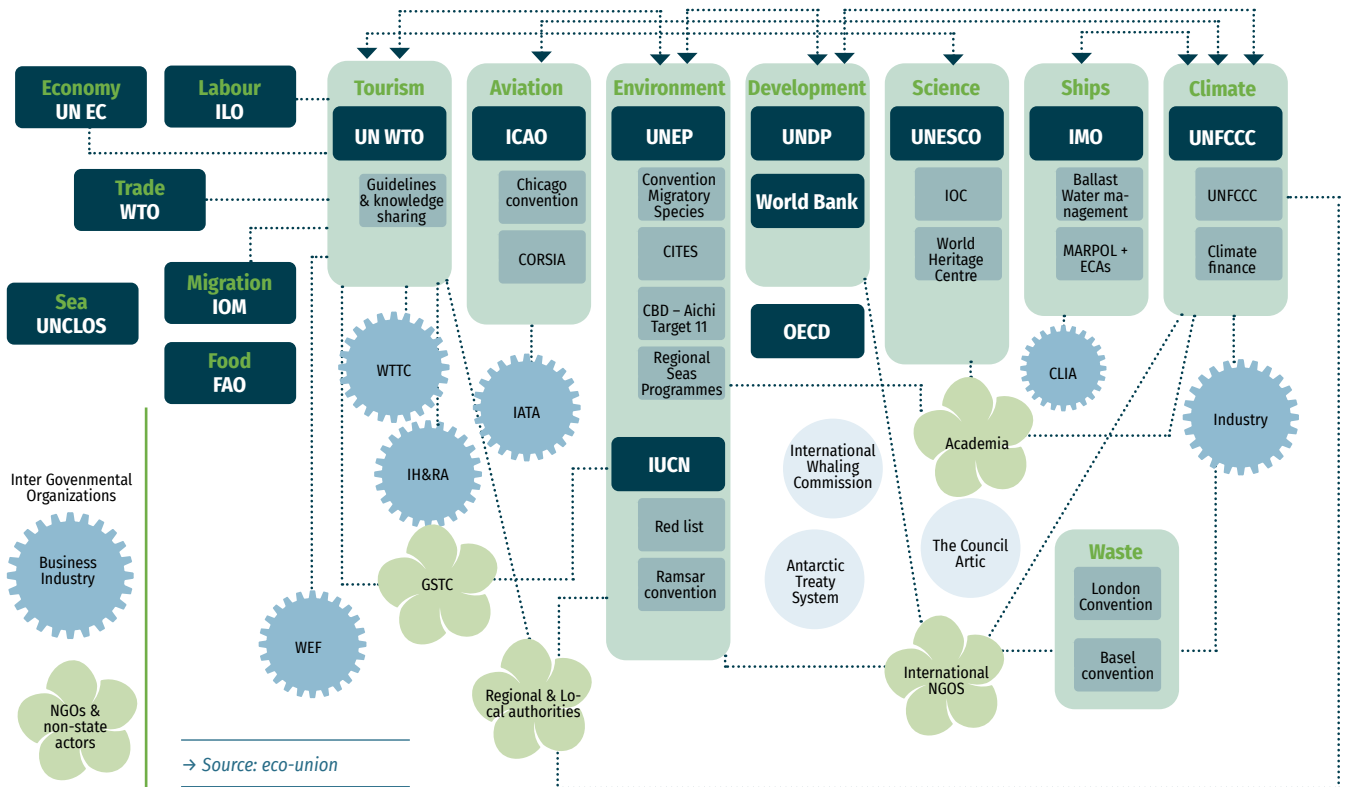 Economy
UN EC
Labour
ILO
Trade
WTO
Migration
IOM
Sea
UNCLOS
Food
FAO
Tourism
UN WTO
Guidelines
& knowledge
sharing
Aviation
ICAO
Chicago
convention
CORSIA
Environment
UNEP
Convention
Migratory
Species
CITES
CBD – Aichi
Target 11
Regional
Seas
Programmes
IUCN
Red list
Ramsar
convention
Development
UNDP
World Bank
OECD
Science
UNESCO
IOC
World
Heritage
Centre
Ships
IMO
Ballast
Water ma-
nagement
MARPOL +
ECAs
Climate
UNFCCC
UNFCCC
Climate
finance
WTTC
IATA
IH&RA
GSTC
WEF
Regional & Lo-
cal authorities
CLIA
Industry
Academia
International
Whaling
Commission
Antarctic
Treaty
System
The Council
Artic
International
NGOS
Waste
London
Convention
Basel
convention
Inter Govenmental
Organizations
Business
Industry
NGOs &
non-state
actors
→ Source: eco-union